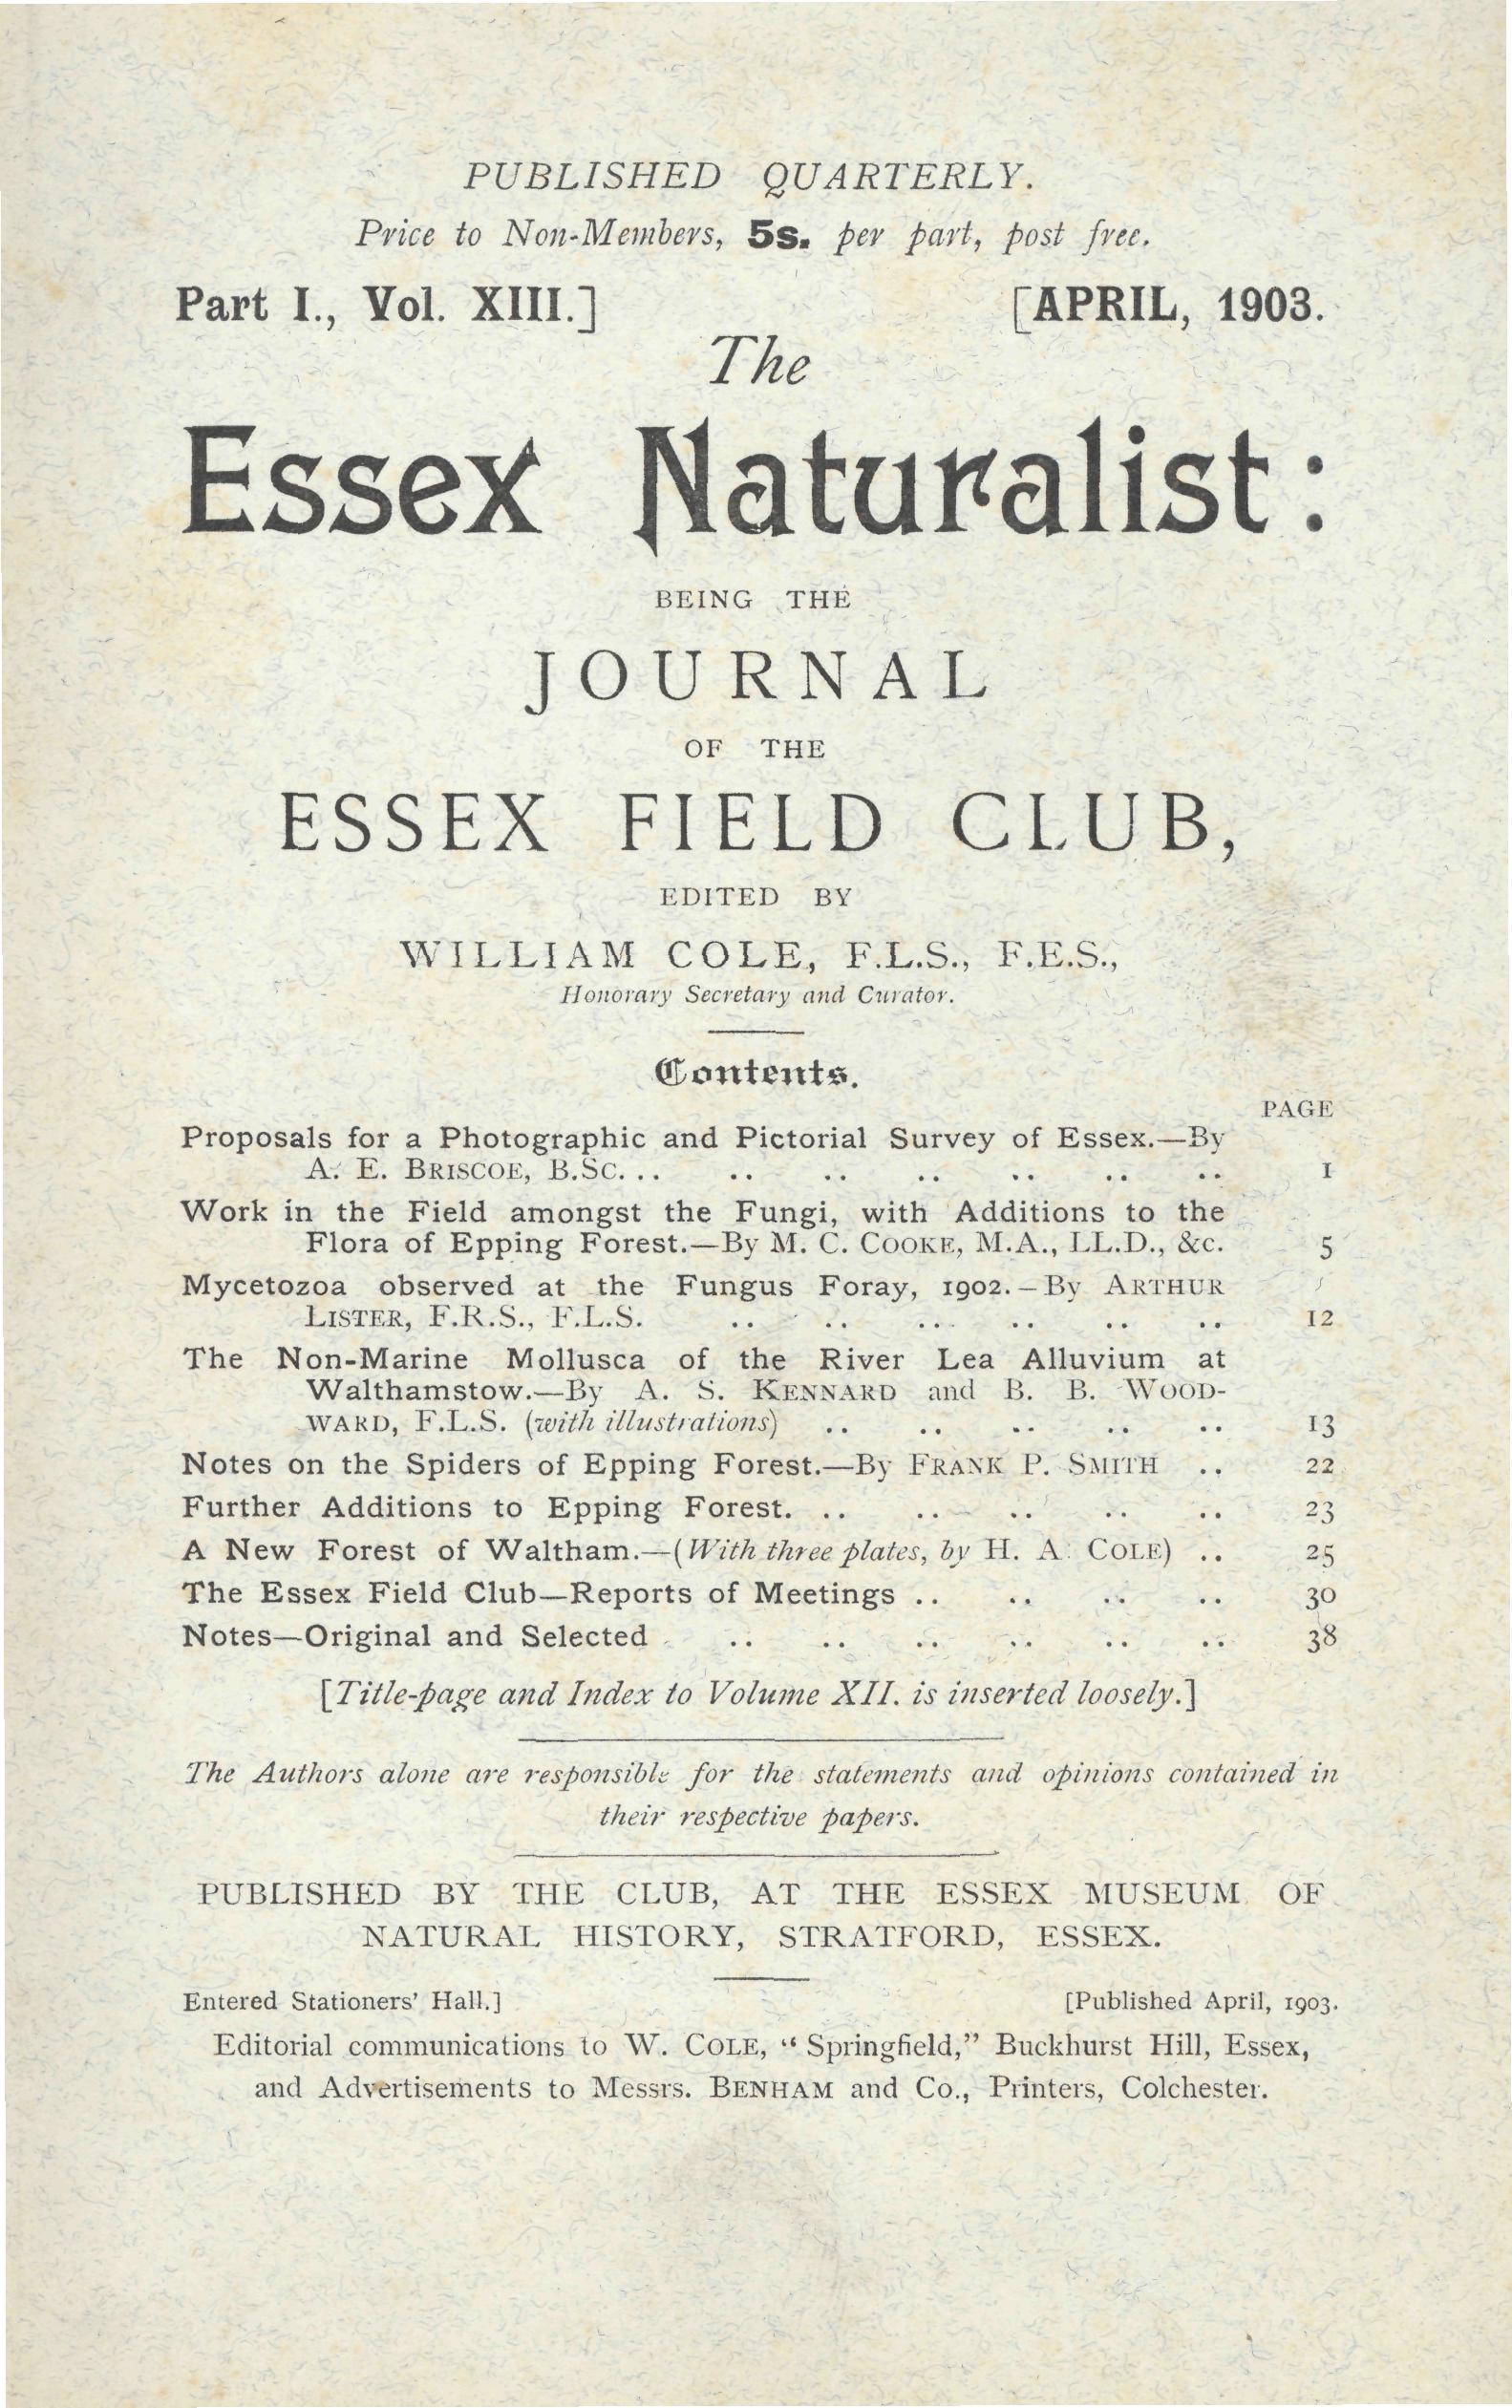 PUBLISHED QUARTERLY.
Price to Non-Members, 5s. per part, post free.
Part I., Vol. XIII.] [APRIL, 1903.
The
Essex Naturalist:
BEING THE
JOURNAL
OF THE
ESSEX FIELD CLUB,
EDITED BY
WILLIAM COLE, F.L.S., F.E.S.,
Honorary Secretary and Curator.
Contents.
PAGE
Proposals for a Photographic and Pictorial Survey of Essex.—By
A. E. BRISCOE, B.Sc. .. .. .. .. .. .. .. 1
Work in the Field amongst the Fungi, with Additions to the
Flora of Epping Forest.—By M. C. COOKE, M.A., LL.D., &c. 5
Mycetozoa observed at the Fungus Foray, 1902.—By ARTHUR
LISTER, F.R.S., F.L.S. .. .. .. .. .. .. 12
The Non-Marine Mollusca of the River Lea Alluvium at
Walthamstow.—By A. S. KENNARD and B. B. WOOD-
WARD, F.L.S. (with illustrations) .. .. .. .. .. 13
Notes on the Spiders of Epping Forest.—By FRANK P. SMITH .. 22
Further Additions to Epping Forest. .. .. .. .. .. 23
A New Forest of Waltham.—(With three plates, by H. A. COLE) .. 25
The Essex Field Club—Reports of Meetings .. .. .. .. 30
Notes—Original and Selected .. .. .. .. .. .. 38
[Title-page and Index to Volume XII. is inserted loosely.]
The Authors alone are responsible for the statements and opinions contained in
their respective papers.
PUBLISHED BY THE CLUB, AT THE ESSEX MUSEUM OF
NATURAL HISTORY, STRATFORD, ESSEX.
Entered Stationers' Hall.] [Published April, 1903.
Editorial communications to W. COLE, "Springfield," Buckhurst Hill, Essex,
and Advertisements to Messrs. BENHAM and Co., Printers, Colchester.